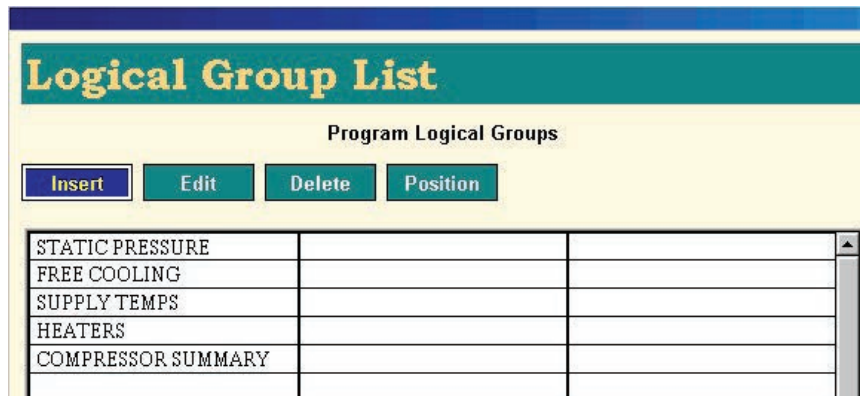 Logical Group List
Program Logical Groups
Insert Edit Delete Position
STATIC PRESSURE
FREE COOLING
SUPPLY TEMPS
HEATERS
COMPRESSOR SUMMARY